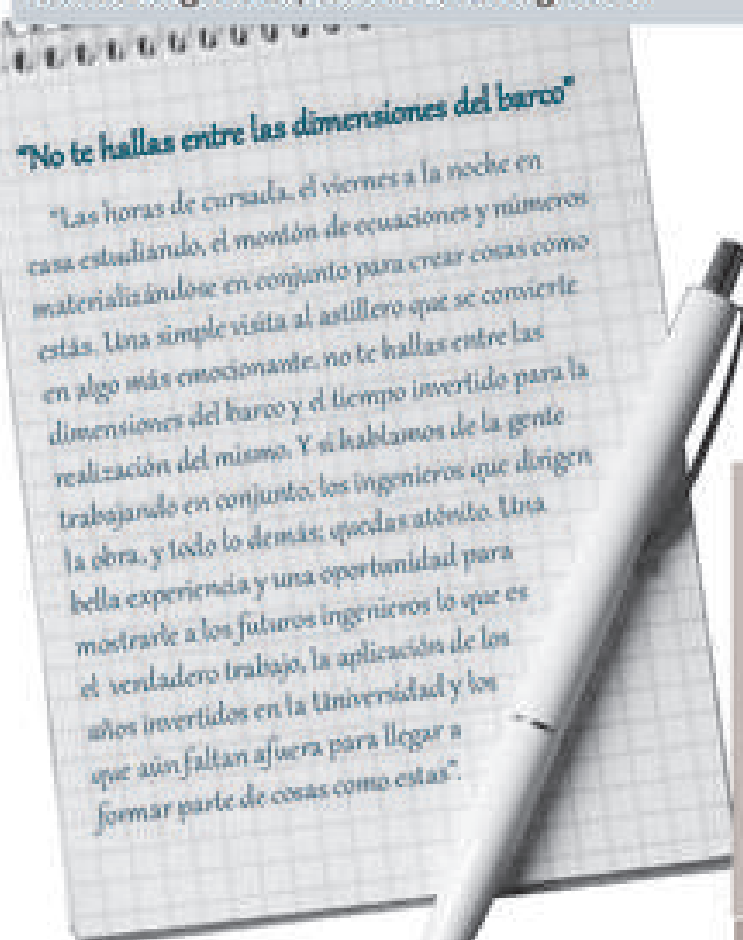 "No te hallas entre las dimensiones del barco"
"Las horas de cursada, el viernes a la noche en
casa estudiando, el montón de ecuaciones y números
materializándose en conjunto para crear cosas como
estás. Una simple visita al astillero que se convierte
en algo más emocionante, no te hallas entre las
dimensiones del barco y el tiempo invertido para la
realización del mismo. Y si hablamos de la gente
trabajando en conjunto, los ingenieros que dirigen
la obra, y todo lo demás; quedas atónito. Una
bella experiencia y una oportunidad para
mostrarle a los futuros ingenieros lo que es
el verdadero trabajo, la aplicación de los
años invertidos en la Universidad y los
que aún faltan afuera para llegar a
formar parte de cosas como estas".